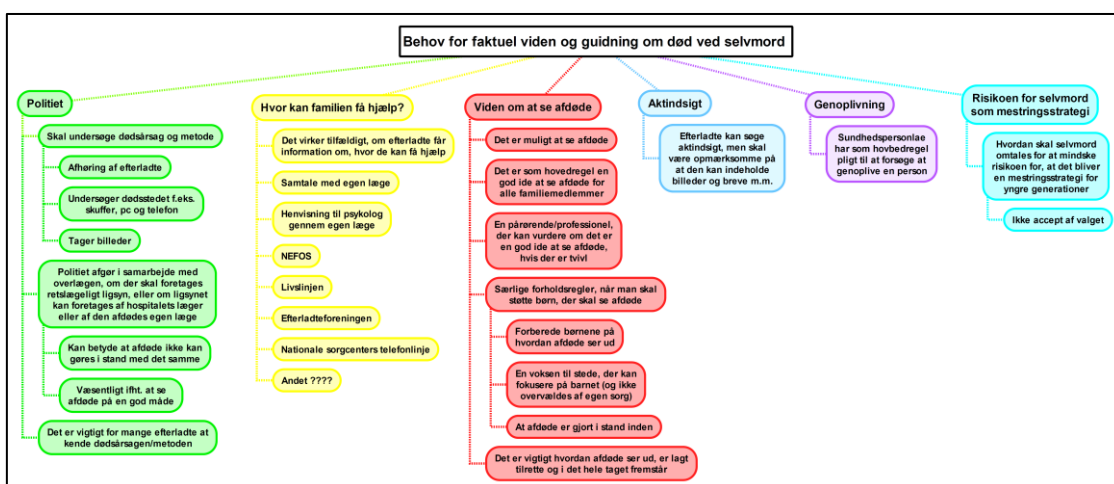 Behov for faktuel viden og guidning om død ved selvmord
Politiet
Skal undersøge dødsårsag og metode
Afhøring af efterladte
Undersøger dødsstedet f.eks.
skuffer, pc og telefon
Tager billeder
Politiet afgør i samarbejde med
overlægen, om der skal foretages
retslægeligt ligsyn, eller om ligsynet
kan foretages af hospitalets læger
eller af den afdødes egen læge
Kan betyde at afdøde ikke kan
gøres i stand med det samme
Væsentligt ifht. at se
afdøde på en god måde
Det er vigtigt for mange efterladte at
kende dødsårsagen/metoden
Hvor kan familien få hjælp?
Det virker tilfældigt, om efterladte får
information om, hvor de kan få hjælp
Samtale med egen læge
Henvisning til psykolog
gennem egen læge
NEFOS
Livslinjen
Efterladteforeningen
Nationale sorgcenters telefonlinje
Andet ????
Viden om at se afdøde
Det er muligt at se afdøde
Det er som hovedregel en
god ide at se afdøde for
alle familiemedlemmer
En pårørende/professionel,
der kan vurdere om det er
en god ide at se afdøde,
hvis der er tvivl
Særlige forholdsregler, når man skal
støtte børn, der skal se afdøde
Forberede børnene på
hvordan afdøde ser ud
En voksen til stede, der kan
fokusere på barnet (og ikke
overvældes af egen sorg)
At afdøde er gjort i stand inden
Det er vigtigt hvordan afdøde ser ud, er lagt
tilrette og i det hele taget fremstår
Aktindsigt
Efterladte kan søge
aktindsigt, men skal
være opmærksomme på
at den kan indeholde
billeder og breve m.m.
Genoplivning
Sundhedspersonlae
har som hovbedregel
pligt til at forsøge at
genoplive en person
Risikoen for selvmord
som mestringsstrategi
Hvordan skal selvmord
omtales for at mindske
risikoen for, at det bliver
en mestringsstrategi for
yngre generationer
Ikke accept af valget